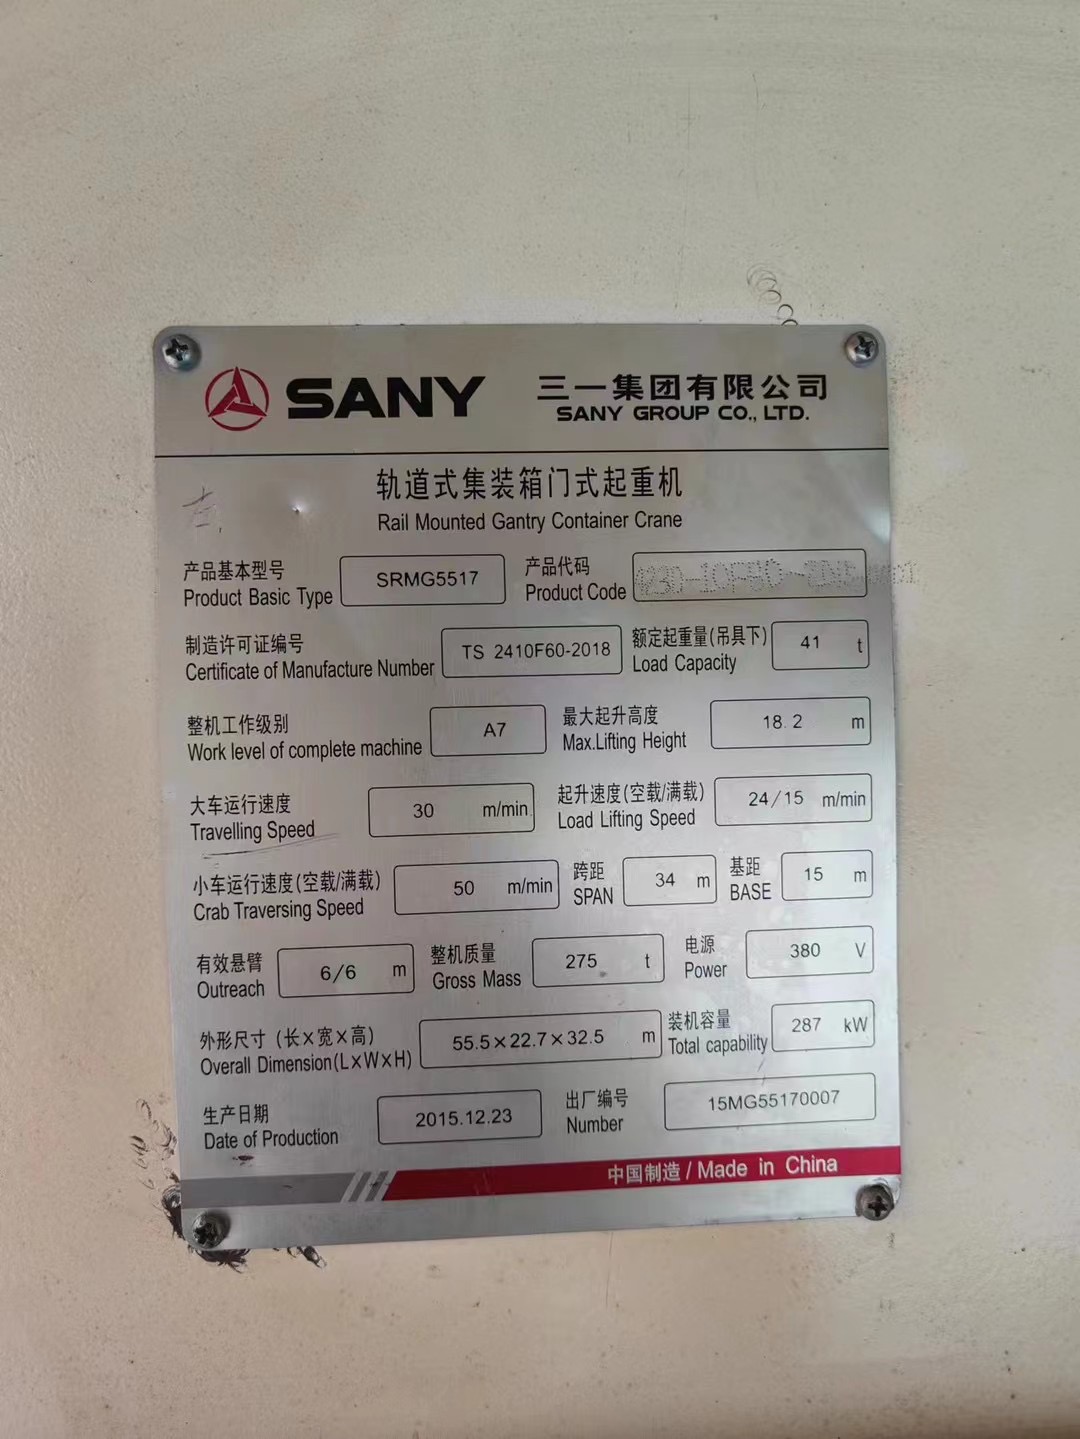 SANY 三一集团有限公司
SANY GROUP CO., LTD.
轨道式集装箱门式起重机
Rail Mounted Gantry Container Crane
产品基本型号 SRMG5517 产品代码
Product Basic Type Product Code
制造许可证编号 TS 2410F60-2018 额定起重量(吊具下) 41 t
Certificate of Manufacture Number Load Capacity
整机工作级别 A7 最大起升高度 18.2 m
Work level of complete machine Max.Lifting Height
大车运行速度 30 m/min 起升速度(空载/满载) 24/15 m/min
Travelling Speed Load Lifting Speed
小车运行速度(空载/满载) 50 m/min 跨距 34 m 基距 15 m
Crab Traversing Speed SPAN BASE
有效悬臂 6/6 m 整机质量 275 t 电源 380 V
Outreach Gross Mass Power
外形尺寸（长×宽×高） 55.5×22.7×32.5 m 装机容量 287 kW
Overall Dimension(L×W×H) Total capability
生产日期 2015.12.23 出厂编号 15MG55170007
Date of Production Number
中国制造 / Made in China